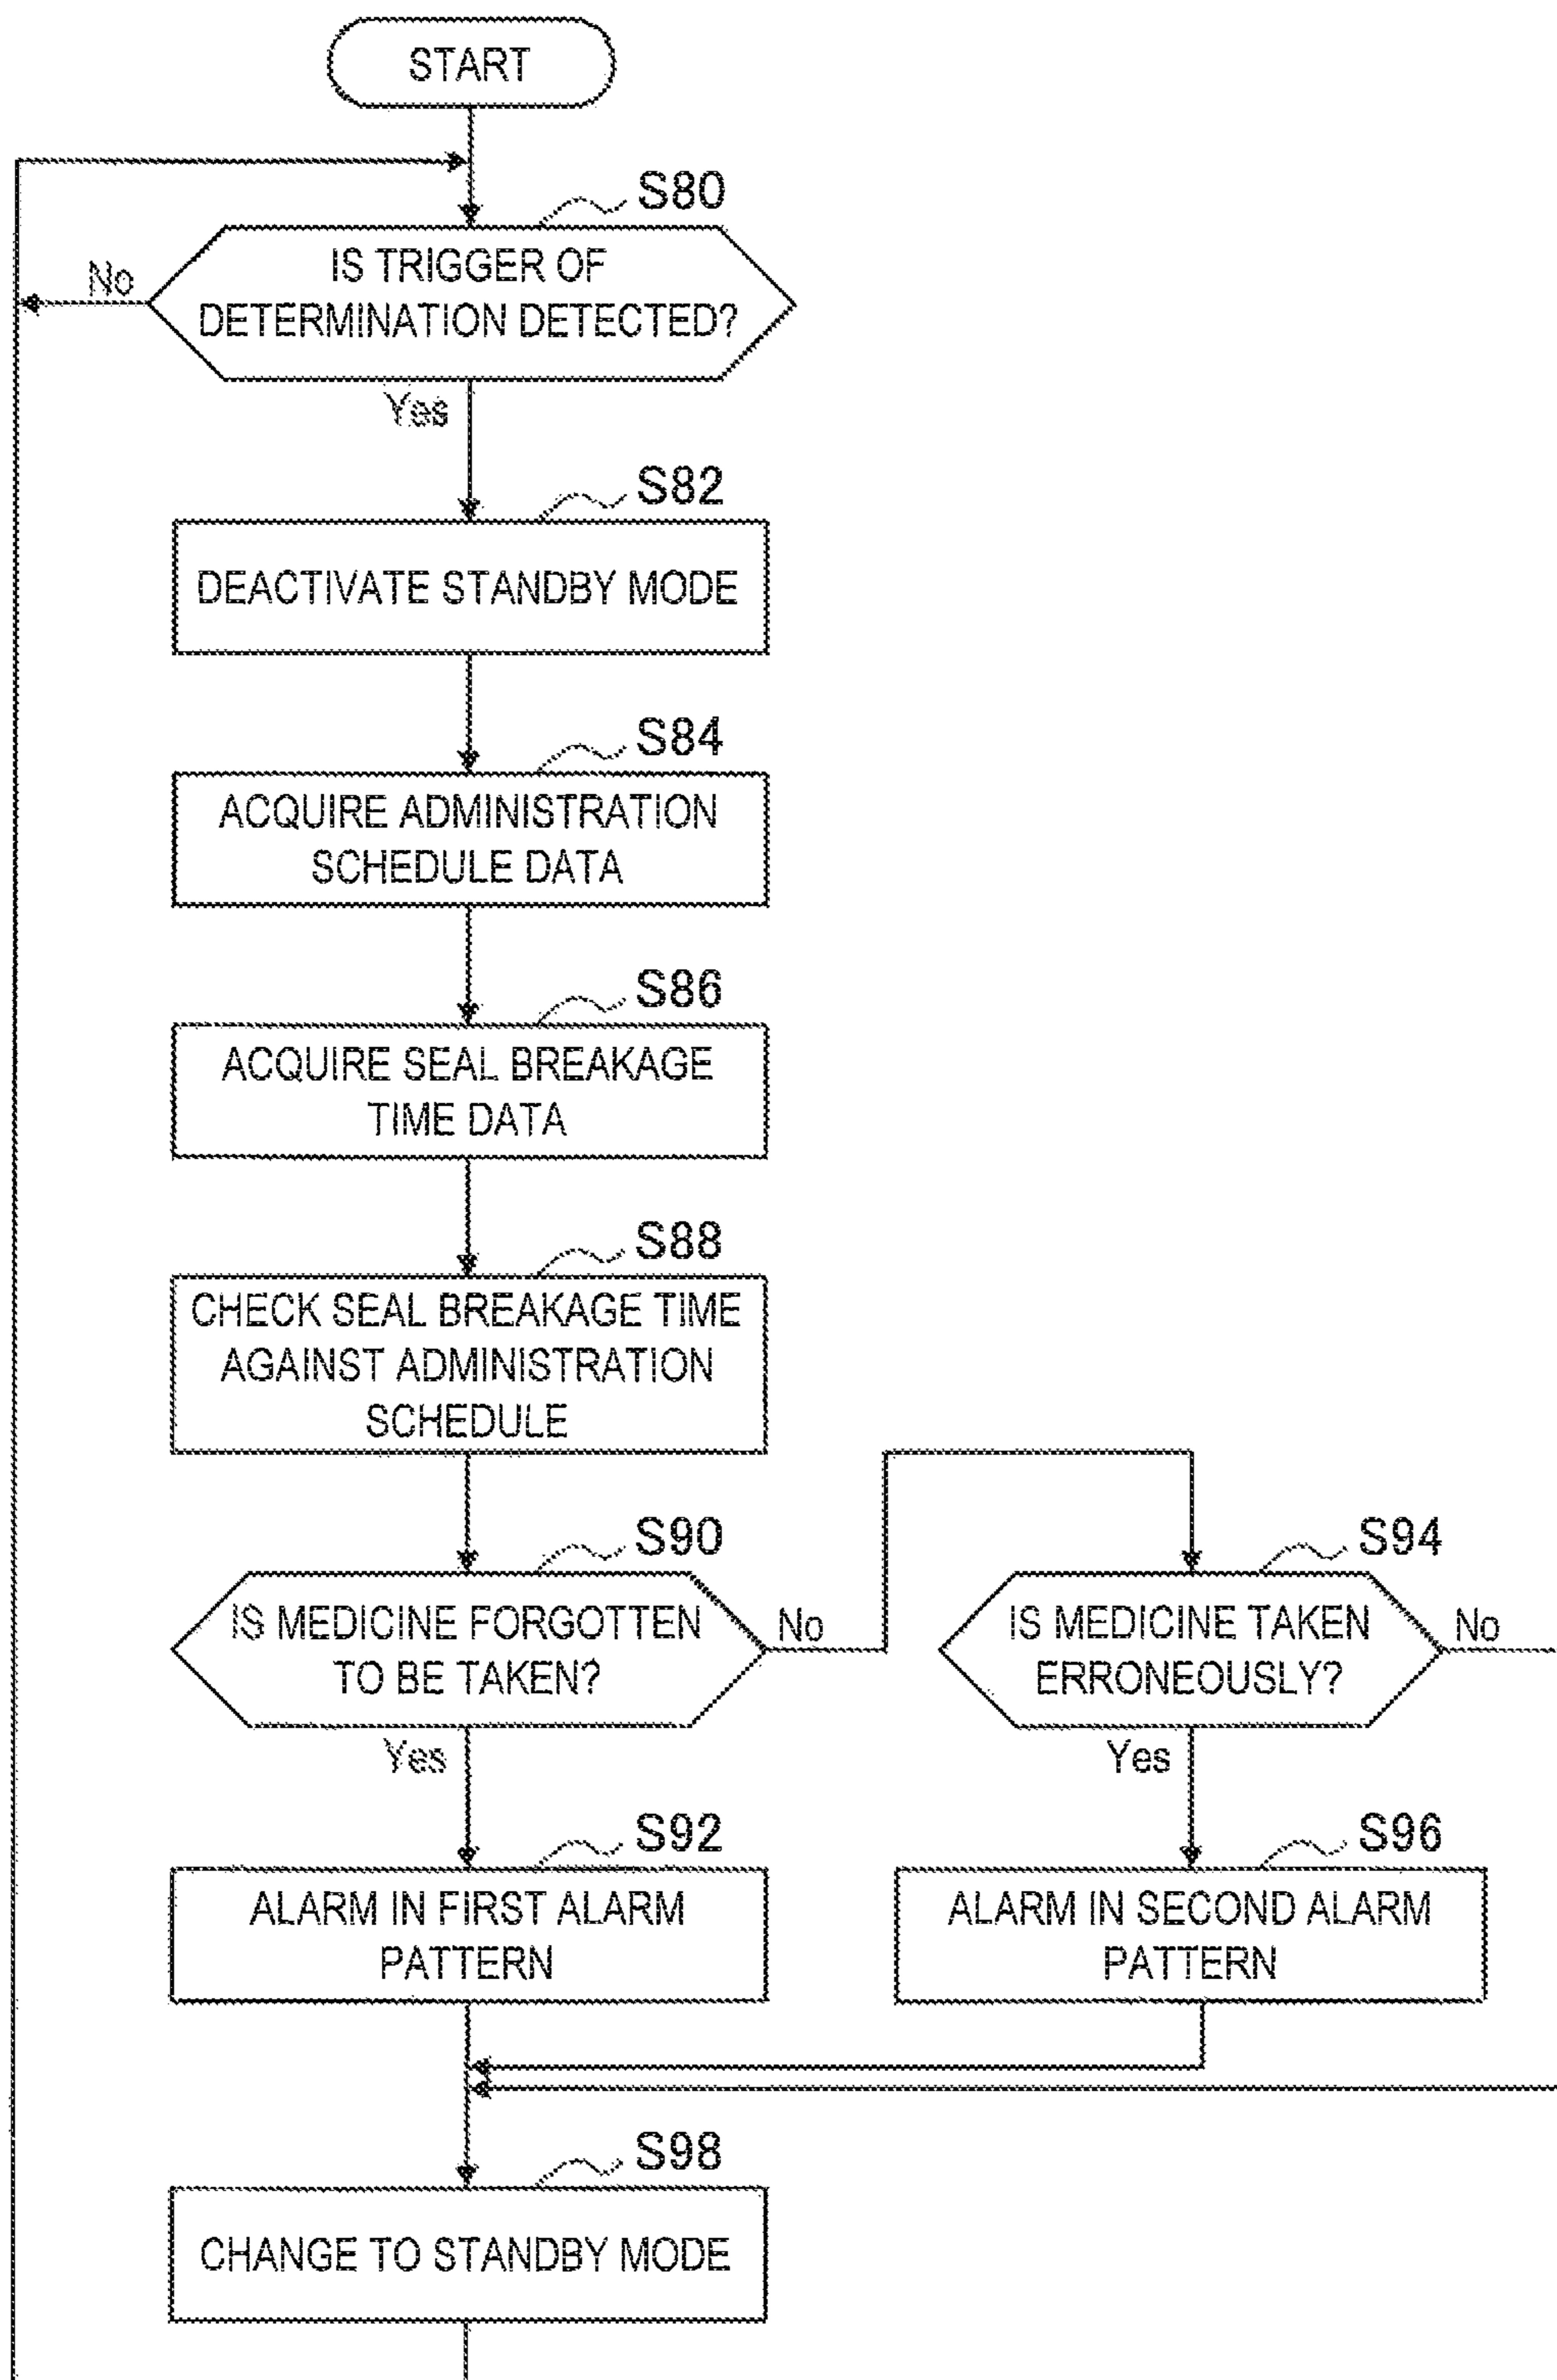 START
S80
IS TRIGGER OF
DETERMINATION DETECTED?
No
Yes
S82
DEACTIVATE STANDBY MODE
S84
ACQUIRE ADMINISTRATION
SCHEDULE DATA
S86
ACQUIRE SEAL BREAKAGE
TIME DATA
S88
CHECK SEAL BREAKAGE TIME
AGAINST ADMINISTRATION
SCHEDULE
S90
IS MEDICINE FORGOTTEN
TO BE TAKEN?
No
Yes
S94
IS MEDICINE TAKEN
ERRONEOUSLY?
No
Yes
S92
ALARM IN FIRST ALARM
PATTERN
S96
ALARM IN SECOND ALARM
PATTERN
S98
CHANGE TO STANDBY MODE